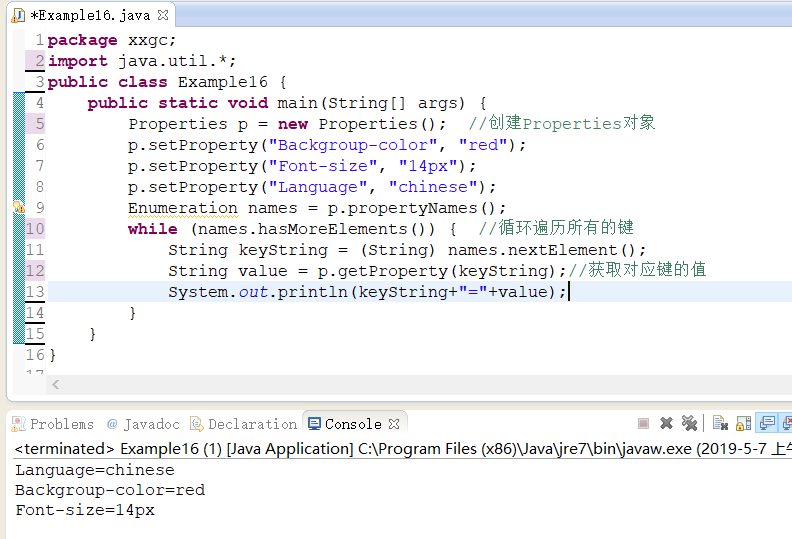 *Example16.java
1 package xxgc;
2 import java.util.*;
3 public class Example16 {
4 public static void main(String[] args) {
5 Properties p = new Properties();  //创建Properties对象
6 p.setProperty("Backgroup-color", "red");
7 p.setProperty("Font-size", "14px");
8 p.setProperty("Language", "chinese");
9 Enumeration names = p.propertyNames();
10 while (names.hasMoreElements()) {  //循环遍历所有的键
11 String keyString = (String) names.nextElement();
12 String value = p.getProperty(keyString);//获取对应键的值
13 System.out.println(keyString+"="+value);
14 }
15 }
16 }
17
Problems @ Javadoc Declaration Console
<terminated> Example16 (1) [Java Application] C:\Program Files (x86)\Java\jre7\bin\javaw.exe (2019-5-7 上午
Language=chinese
Backgroup-color=red
Font-size=14px